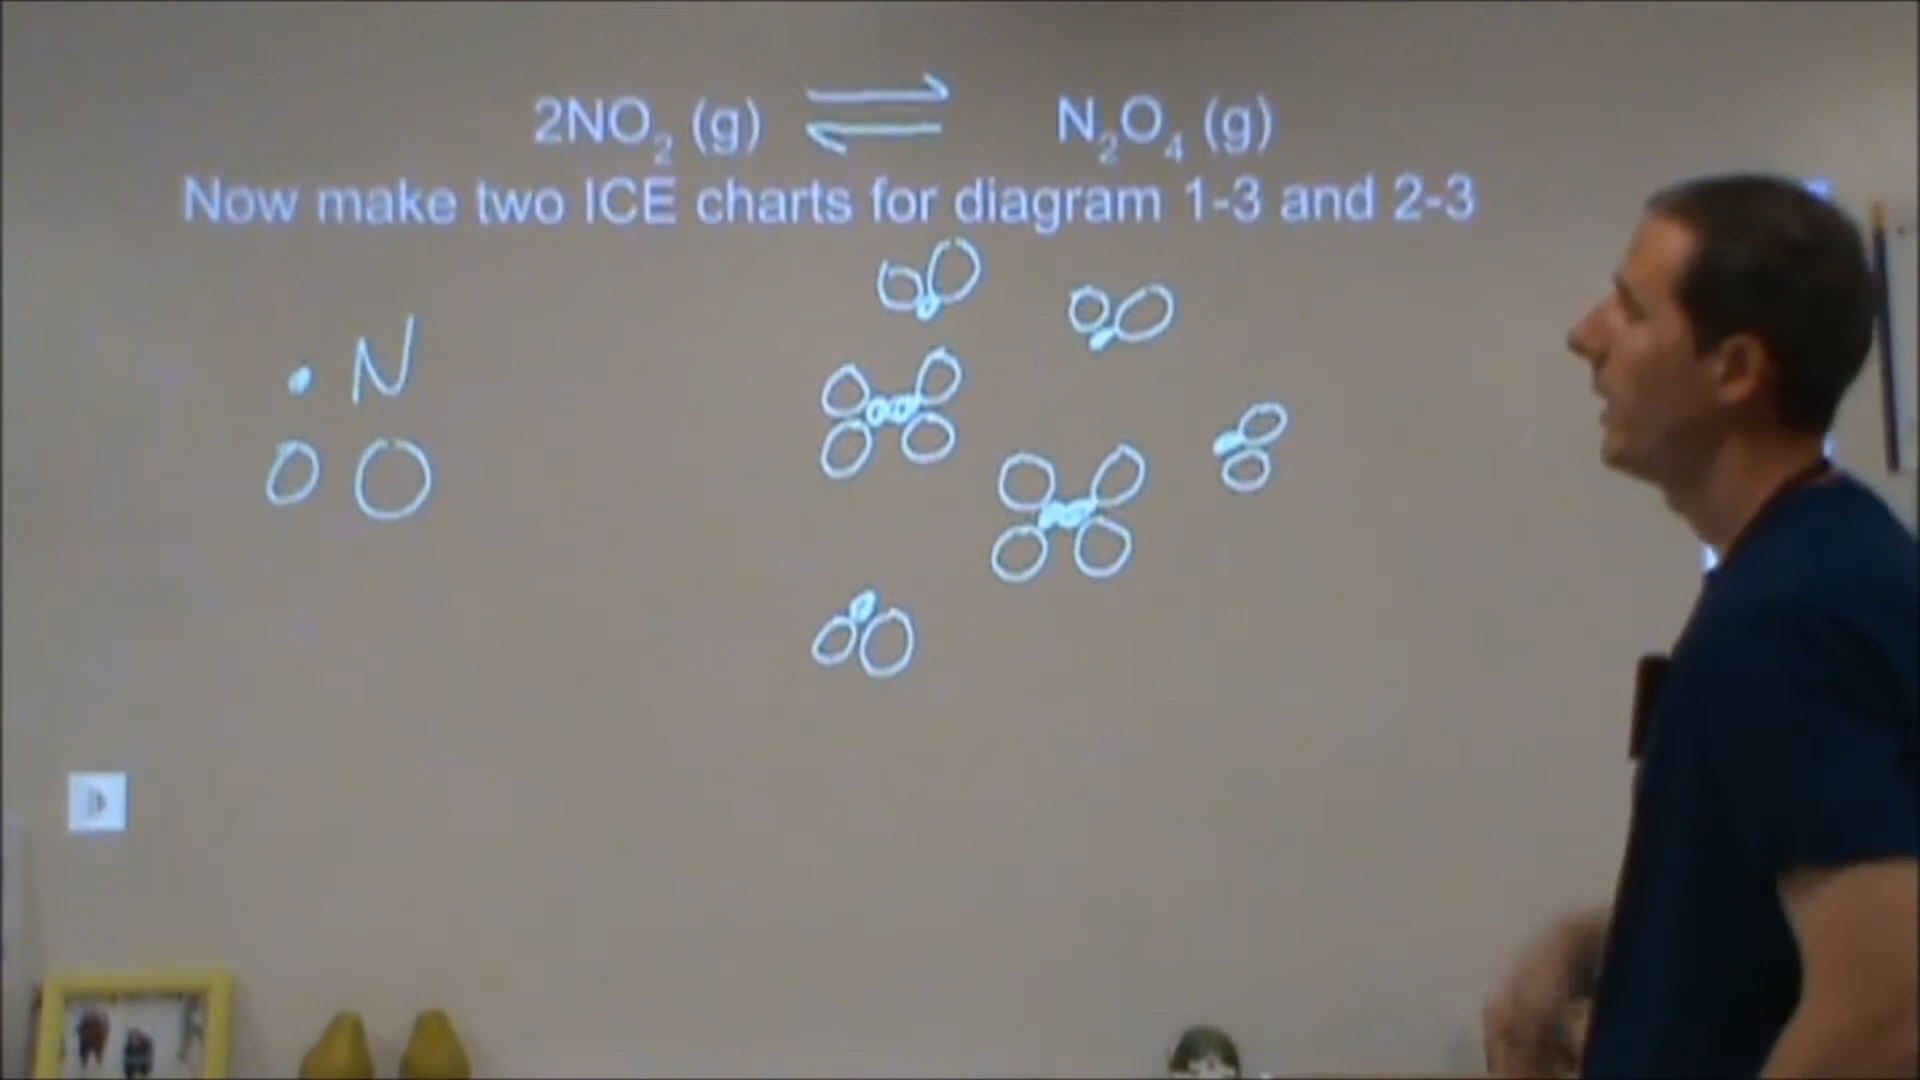 2NO₂ (g) ⇌ N₂O₄ (g)
Now make two ICE charts for diagram 1-3 and 2-3
• N
O O